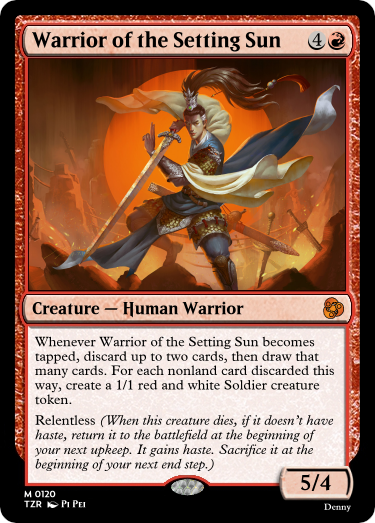 Warrior of the Setting Sun 4
Creature — Human Warrior
Whenever Warrior of the Setting Sun becomes
tapped, discard up to two cards, then draw that
many cards. For each nonland card discarded this
way, create a 1/1 red and white Soldier creature
token.
Relentless (When this creature dies, if it doesn't have
haste, return it to the battlefield at the beginning of
your next upkeep. It gains haste. Sacrifice it at the
beginning of your next end step.)
5/4
M 0120
TZR Pi Pei
Denny